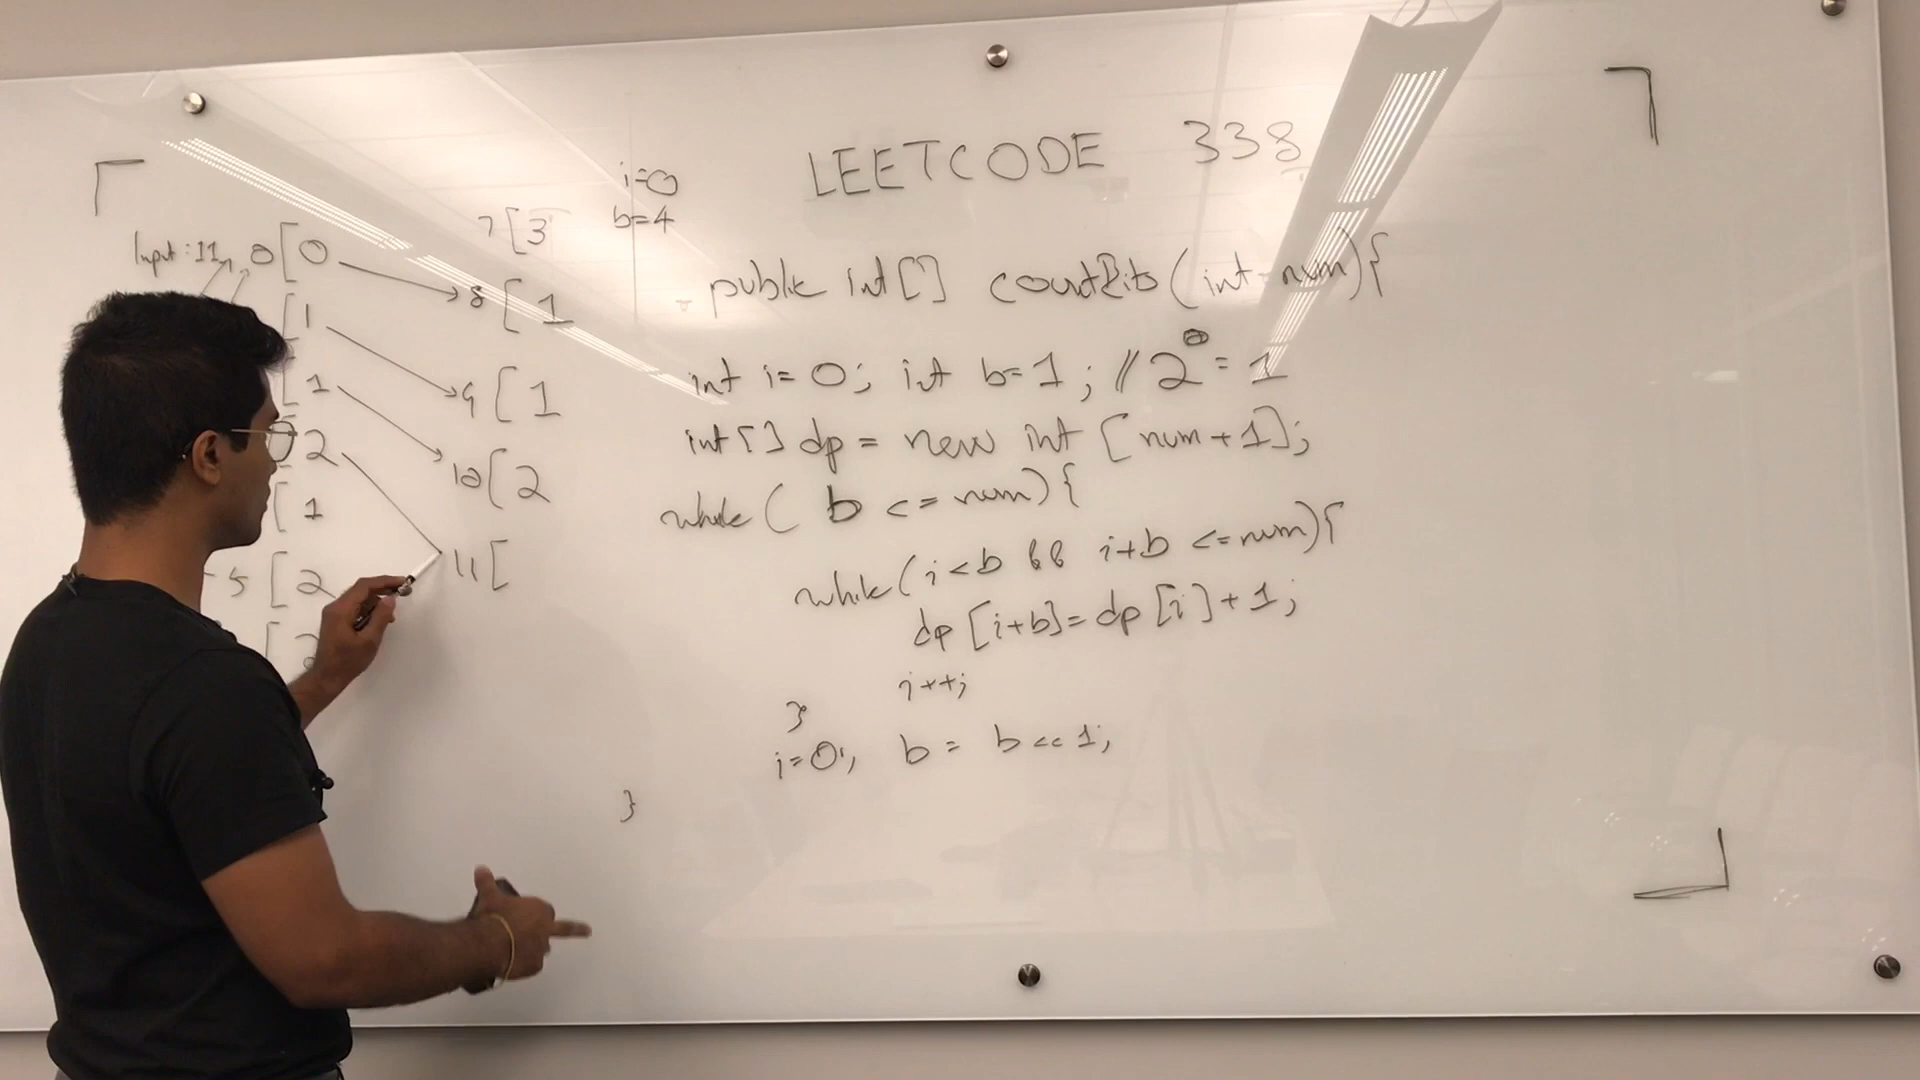 LEETCODE 338
i=0
b=4
Input: 11
0[0
[1
[1
[2
[1
5[2
[2
7[3
8[1
9[1
10[2
11[
public int[] countBits(int num){
int i=0; int b=1; //2^0=1
int[] dp = new int [num+1];
while( b <= num){
while(i<b && i+b <=num){
dp[i+b]=dp[i]+1;
i++;
}
i=0; b = b<<1;
}